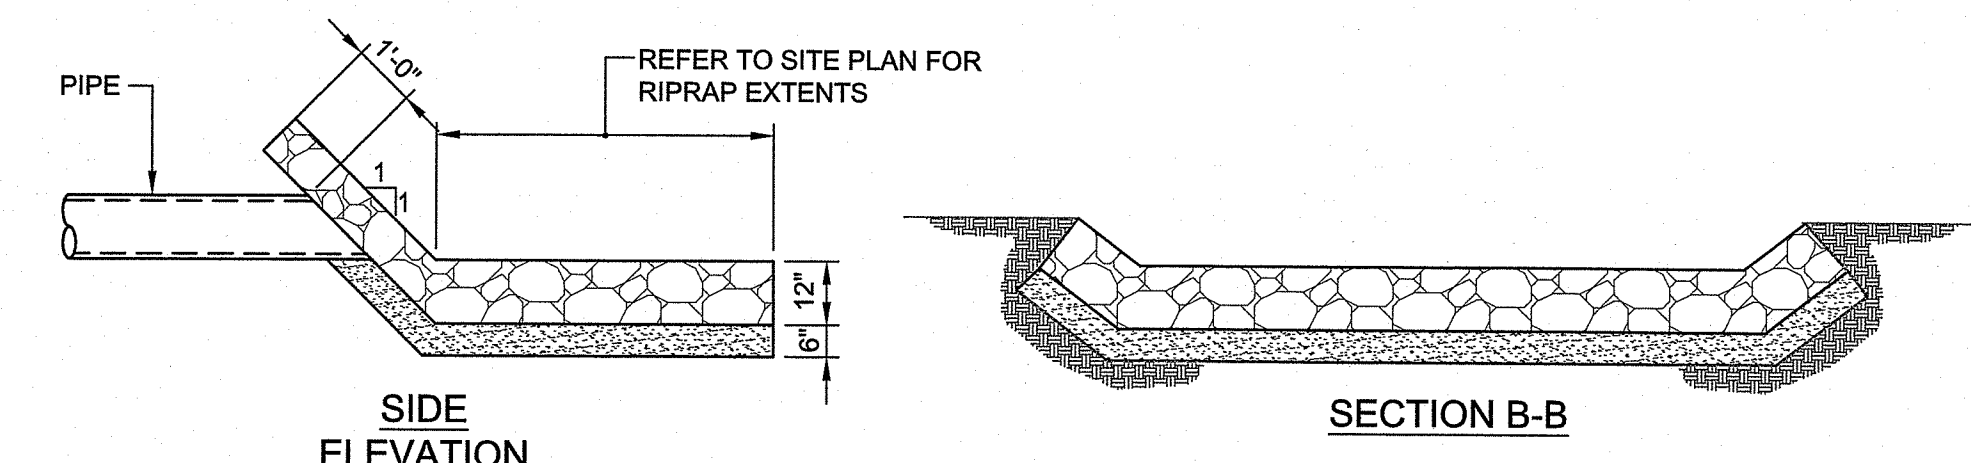 PIPE
1'-0"
REFER TO SITE PLAN FOR
RIPRAP EXTENTS
1
1
12"
6"
SIDE
ELEVATION
SECTION B-B